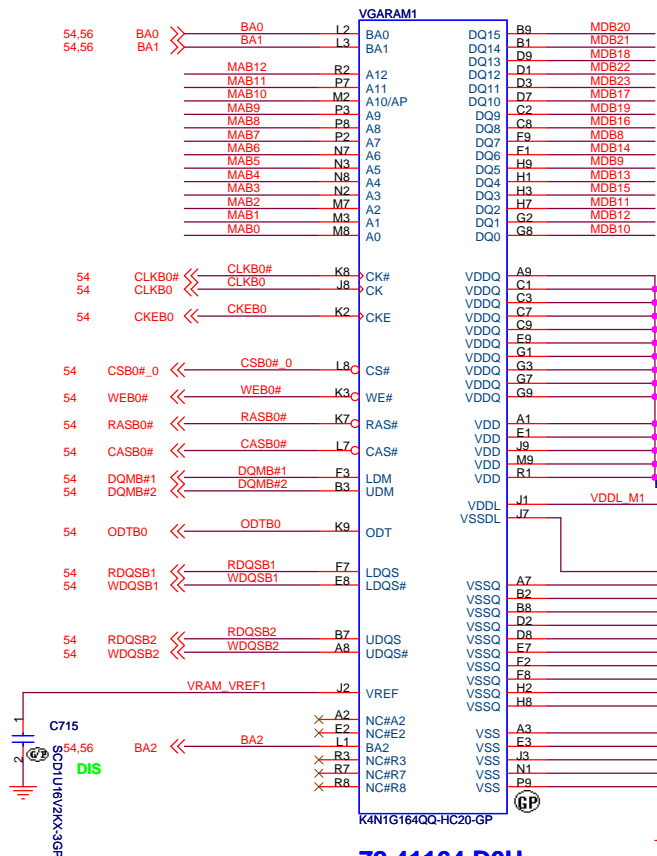 VGARAM1
54,56 BA0 BA0 L2 BA0 DQ15 B9 MDB20
54,56 BA1 BA1 L3 BA1 DQ14 B1 MDB21
DQ13 D9 MDB18
MAB12 R2 A12 DQ12 D1 MDB22
MAB11 P7 A11 DQ11 D3 MDB23
MAB10 M2 A10/AP DQ10 D7 MDB17
MAB9 P3 A9 DQ9 C2 MDB19
MAB8 P8 A8 DQ8 C8 MDB16
MAB7 P2 A7 DQ7 F9 MDB8
MAB6 N7 A6 DQ6 F1 MDB14
MAB5 N3 A5 DQ5 H9 MDB9
MAB4 N8 A4 DQ4 H1 MDB13
MAB3 N2 A3 DQ3 H3 MDB15
MAB2 M7 A2 DQ2 H7 MDB11
MAB1 M3 A1 DQ1 G2 MDB12
MAB0 M8 A0 DQ0 G8 MDB10
54 CLKB0# CLKB0# K8 CK# VDDQ A9
54 CLKB0 CLKB0 J8 CK VDDQ C1
VDDQ C3
54 CKEB0 CKEB0 K2 CKE VDDQ C7
VDDQ C9
VDDQ E9
VDDQ G1
54 CSB0#_0 CSB0#_0 L8 CS# VDDQ G3
VDDQ G7
54 WEB0# WEB0# K3 WE# VDDQ G9
54 RASB0# RASB0# K7 RAS# VDD A1
VDD E1
54 CASB0# CASB0# L7 CAS# VDD J9
VDD M9
54 DQMB#1 DQMB#1 F3 LDM VDD R1
54 DQMB#2 DQMB#2 B3 UDM
VDDL J1 VDDL_M1
VSSDL J7
54 ODTB0 ODTB0 K9 ODT
54 RDQSB1 RDQSB1 F7 LDQS
54 WDQSB1 WDQSB1 E8 LDQS# VSSQ A7
VSSQ B2
VSSQ B8
VSSQ D2
54 RDQSB2 RDQSB2 B7 UDQS VSSQ D8
54 WDQSB2 WDQSB2 A8 UDQS# VSSQ E7
VSSQ F2
VSSQ F8
VRAM_VREF1 J2 VREF VSSQ H2
VSSQ H8
1 C715 A2 NC#A2
E2 NC#E2 VSS A3
54,56 BA2 BA2 L1 BA2 VSS E3
2 G/P R3 NC#R3 VSS J3
DIS R7 NC#R7 VSS N1
R8 NC#R8 VSS P9
SCD1U16V2KX-3GP
GP
K4N1G164QQ-HC20-GP